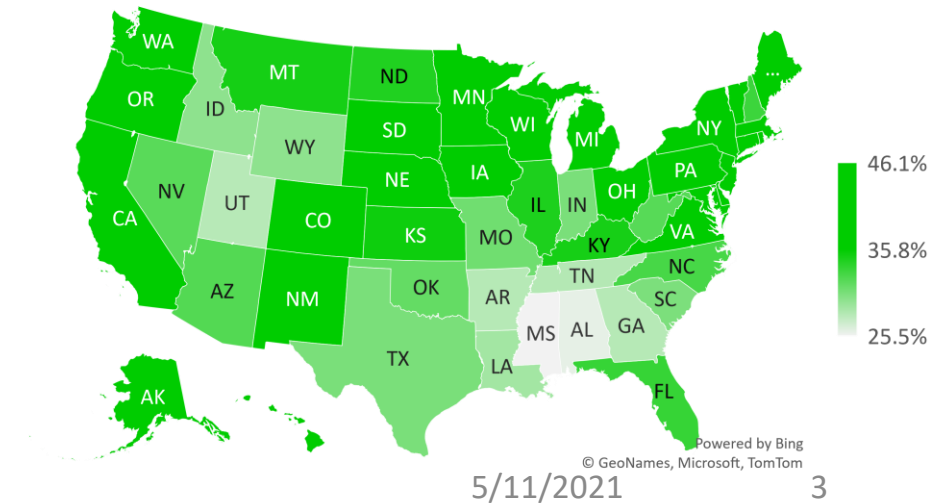 WA
MT
ND
MN
...
OR
ID
WI
MI
NY
SD
WY
IA
PA
NE
NV
UT
IL
IN
OH
CA
CO
KS
MO
KY
VA
NC
TN
AZ
NM
OK
AR
SC
MS
AL
GA
TX
LA
FL
AK
46.1%
35.8%
25.5%
Powered by Bing
© GeoNames, Microsoft, TomTom
5/11/2021
3